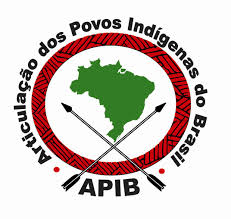 Articulação dos Povos Indígenas do Brasil
APIB